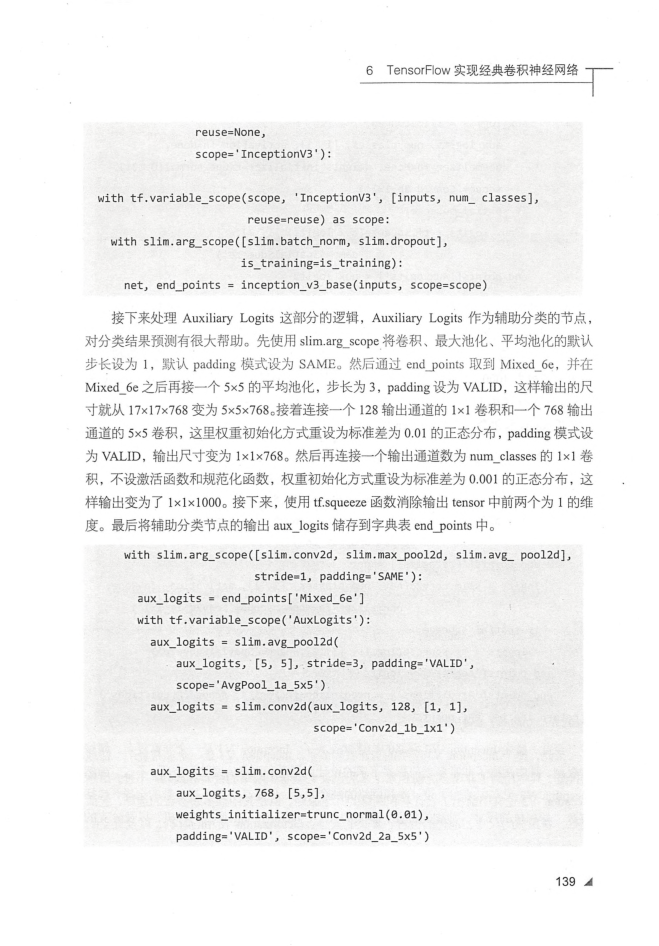 6 TensorFlow 实现经典卷积神经网络
reuse=None,
scope='InceptionV3'):
with tf.variable_scope(scope, 'InceptionV3', [inputs, num_ classes],
reuse=reuse) as scope:
with slim.arg_scope([slim.batch_norm, slim.dropout],
is_training=is_training):
net, end_points = inception_v3_base(inputs, scope=scope)
接下来处理 Auxiliary Logits 这部分的逻辑，Auxiliary Logits 作为辅助分类的节点，
对分类结果预测有很大帮助。先使用 slim.arg_scope 将卷积、最大池化、平均池化的默认
步长设为 1，默认 padding 模式设为 SAME。然后通过 end_points 取到 Mixed_6e，并在
Mixed_6e 之后再接一个 5×5 的平均池化，步长为 3，padding 设为 VALID，这样输出的尺
寸就从 17×17×768 变为 5×5×768。接着连接一个 128 输出通道的 1×1 卷积和一个 768 输出
通道的 5×5 卷积，这里权重初始化方式重设为标准差为 0.01 的正态分布，padding 模式设
为 VALID，输出尺寸变为 1×1×768。然后再连接一个输出通道数为 num_classes 的 1×1 卷
积，不设激活函数和规范化函数，权重初始化方式重设为标准差为 0.001 的正态分布，这
样输出变为了 1×1×1000。接下来，使用 tf.squeeze 函数消除输出 tensor 中前两个为 1 的维
度。最后将辅助分类节点的输出 aux_logits 储存到字典表 end_points 中。
with slim.arg_scope([slim.conv2d, slim.max_pool2d, slim.avg_ pool2d],
stride=1, padding='SAME'):
aux_logits = end_points['Mixed_6e']
with tf.variable_scope('AuxLogits'):
aux_logits = slim.avg_pool2d(
aux_logits, [5, 5], stride=3, padding='VALID',
scope='AvgPool_1a_5x5')
aux_logits = slim.conv2d(aux_logits, 128, [1, 1],
scope='Conv2d_1b_1x1')
aux_logits = slim.conv2d(
aux_logits, 768, [5,5],
weights_initializer=trunc_normal(0.01),
padding='VALID', scope='Conv2d_2a_5x5')
139